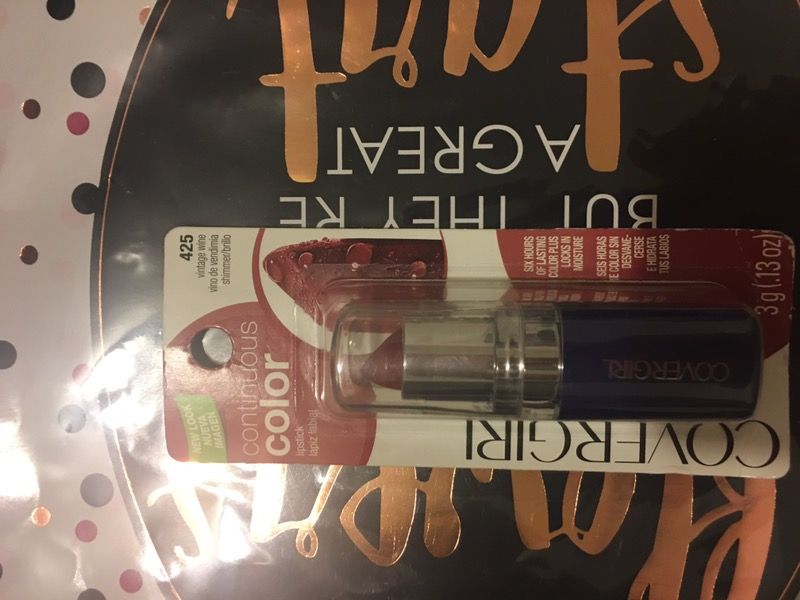 425
vintage wine
vino de vendimia
shimmer/brillo
continuous
color
lipstick
lápiz labial
NEW LOOK
NUEVA
IMAGEN
SIX HOURS
OF LASTING
COLOR PLUS
LOCKS IN
MOISTURE
SEIS HORAS
DE COLOR SIN
DESVANE-
CERSE
E HIDRATA
TUS LABIOS
3 g (.13 oz)
COVERGIRL
COVERGIRL
BUT THEY'RE
A GREAT
start